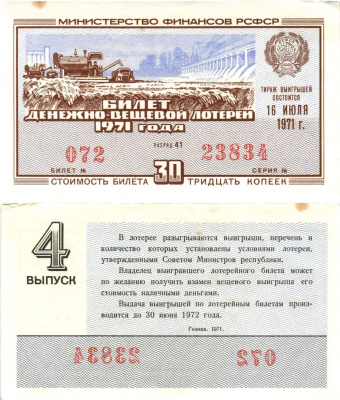 МИНИСТЕРСТВО ФИНАНСОВ РСФСР
ТИРАЖ ВЫИГРЫШЕЙ
СОСТОИТСЯ
16 ИЮЛЯ
1971 г.
БИЛЕТ
ДЕНЕЖНО-ВЕЩЕВОЙ ЛОТЕРЕИ
1971 ГОДА
РАЗРЯД 41
072
23834
БИЛЕТ №
30
СЕРИЯ №
СТОИМОСТЬ БИЛЕТА
ТРИДЦАТЬ КОПЕЕК
4
ВЫПУСК
В лотерее разыгрываются выигрыши, перечень и
количество которых установлены условиями лотереи,
утвержденными Советом Министров республики.
Владелец выигравшего лотерейного билета может
по желанию получить взамен вещевого выигрыша его
стоимость наличными деньгами.
Выдача выигрышей по лотерейным билетам произ-
водится до 30 июня 1972 года.
Гознак. 1971.
23834
072